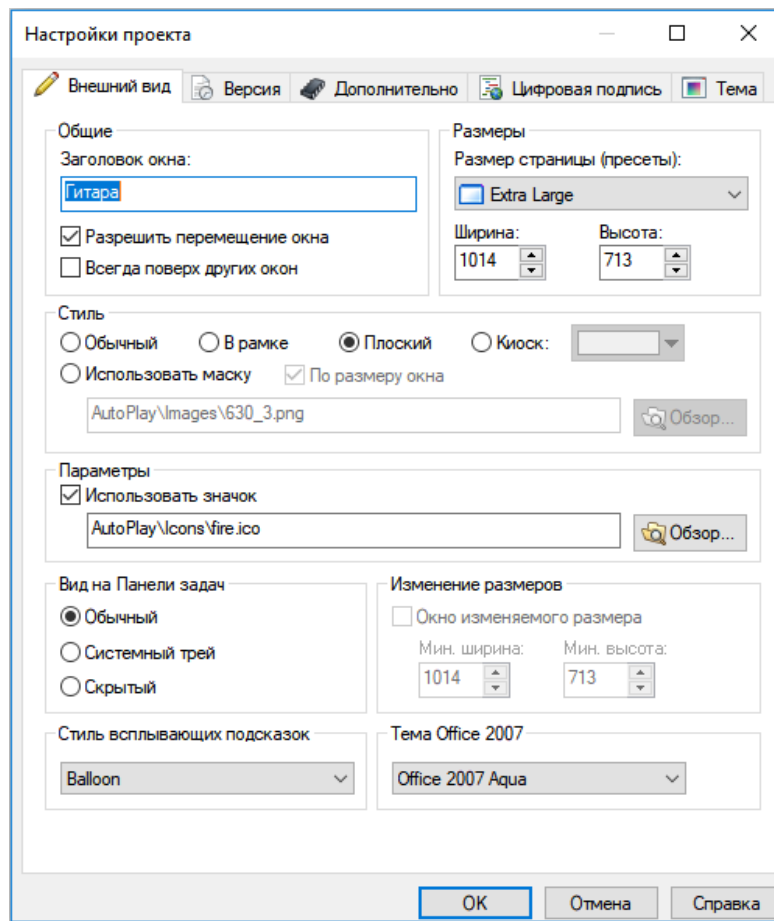 Настройки проекта
Внешний вид Версия Дополнительно Цифровая подпись Тема
Общие
Заголовок окна:
Гитара
Разрешить перемещение окна
Всегда поверх других окон
Размеры
Размер страницы (пресеты):
Extra Large
Ширина: Высота:
1014 713
Стиль
Обычный В рамке Плоский Киоск:
Использовать маску По размеру окна
AutoPlay\Images\630_3.png Обзор...
Параметры
Использовать значок
AutoPlay\Icons\fire.ico Обзор...
Вид на Панели задач
Обычный
Системный трей
Скрытый
Изменение размеров
Окно изменяемого размера
Мин. ширина: Мин. высота:
1014 713
Стиль всплывающих подсказок
Balloon
Тема Office 2007
Office 2007 Aqua
OK Отмена Справка